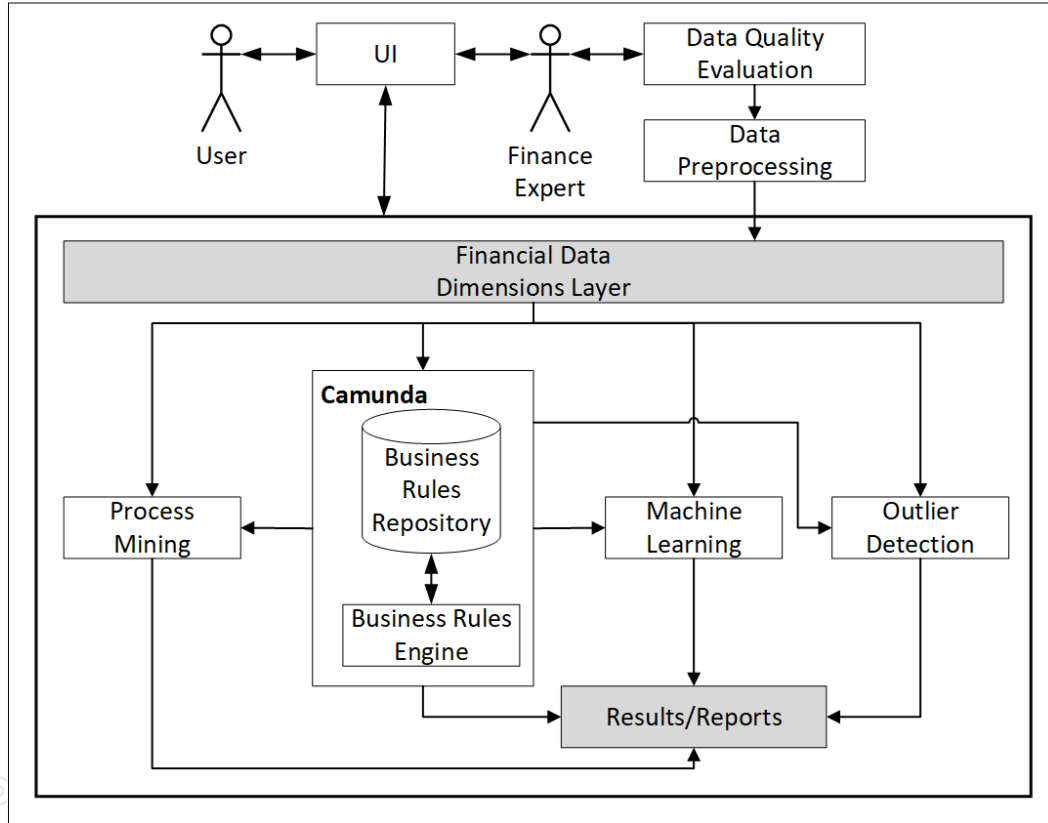 UI
Data Quality
Evaluation
User
Finance
Expert
Data
Preprocessing
Financial Data
Dimensions Layer
Camunda
Business
Rules
Repository
Business Rules
Engine
Process
Mining
Machine
Learning
Outlier
Detection
Results/Reports